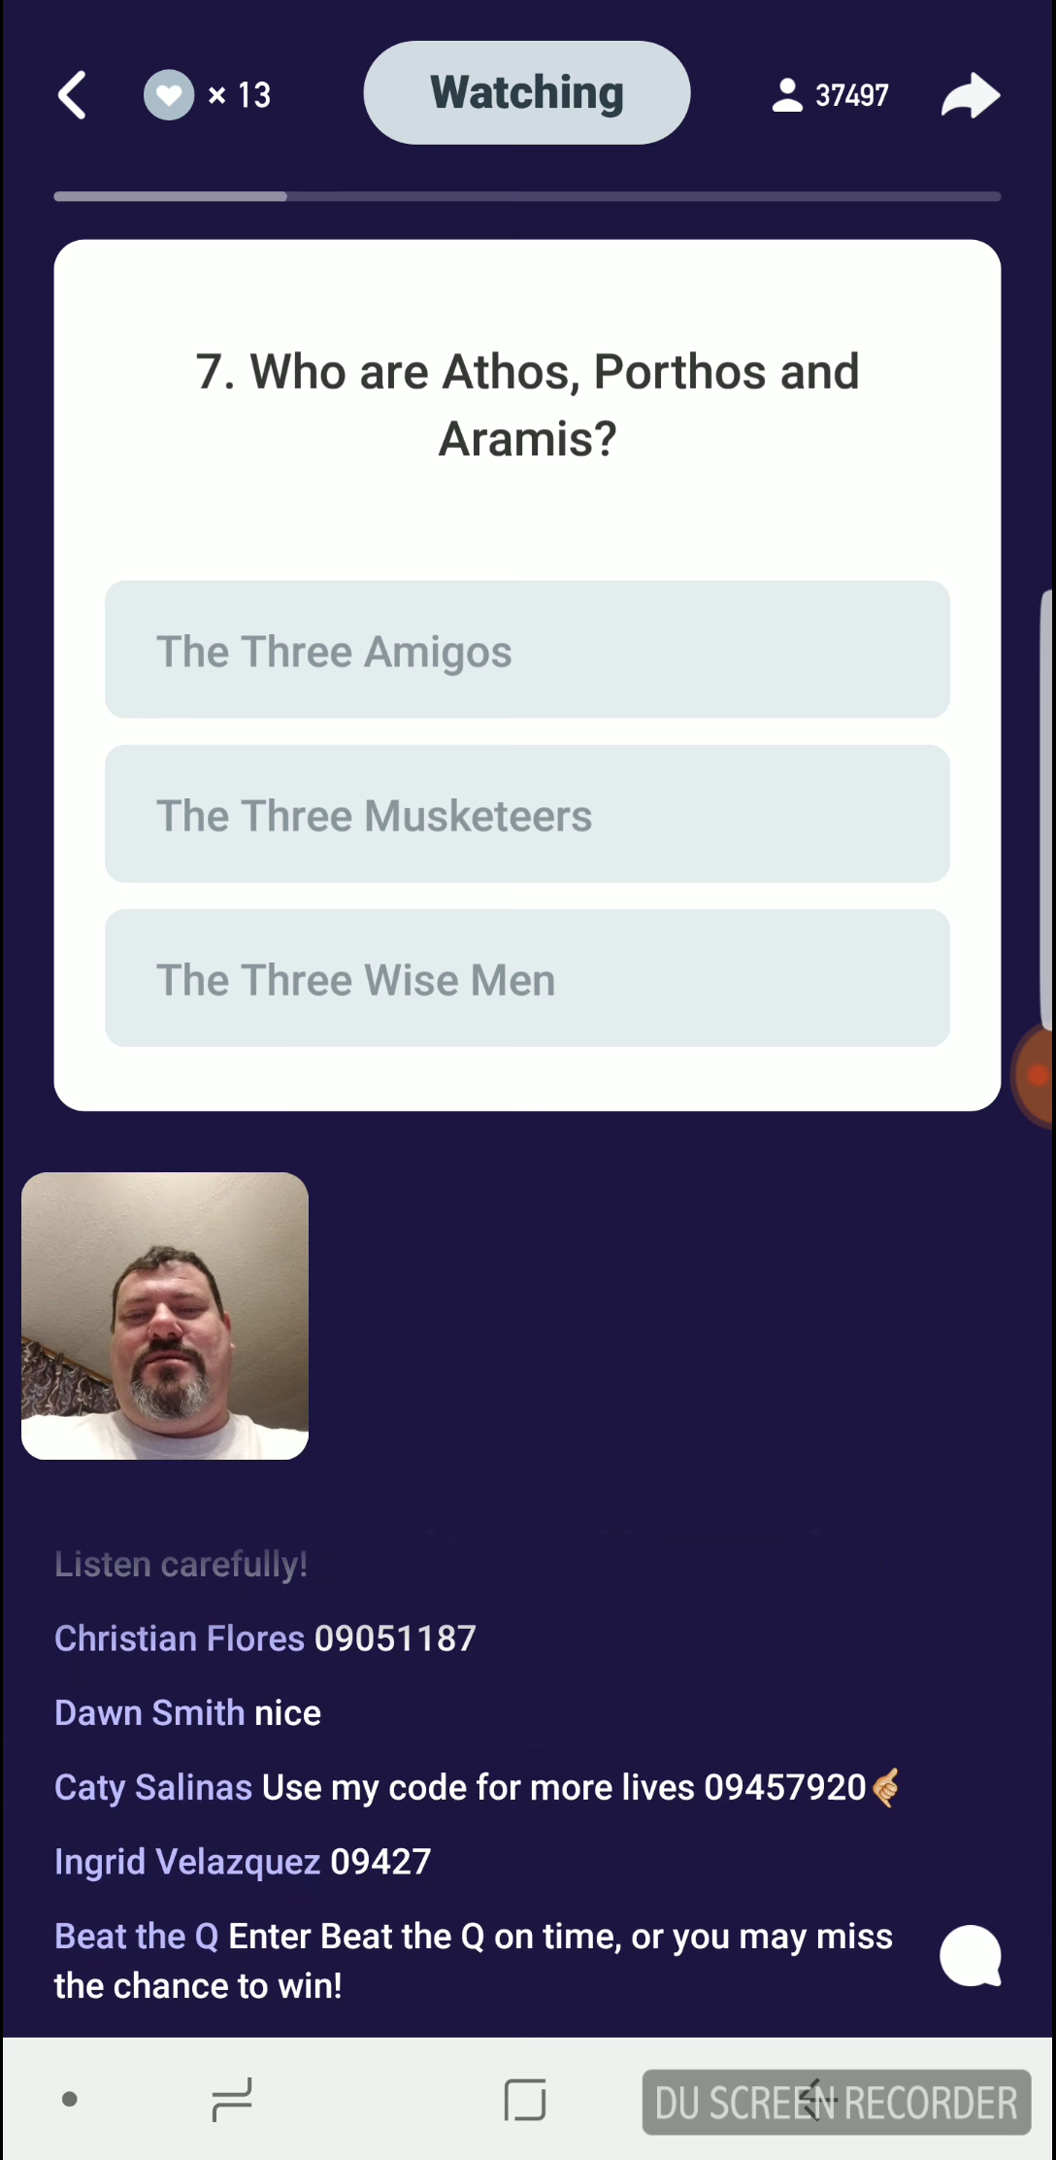 × 13
Watching
37497
7. Who are Athos, Porthos and
Aramis?
The Three Amigos
The Three Musketeers
The Three Wise Men
Listen carefully!
Christian Flores 09051187
Dawn Smith nice
Caty Salinas Use my code for more lives 09457920🤙
Ingrid Velazquez 09427
Beat the Q Enter Beat the Q on time, or you may miss
the chance to win!
DU SCREEN RECORDER